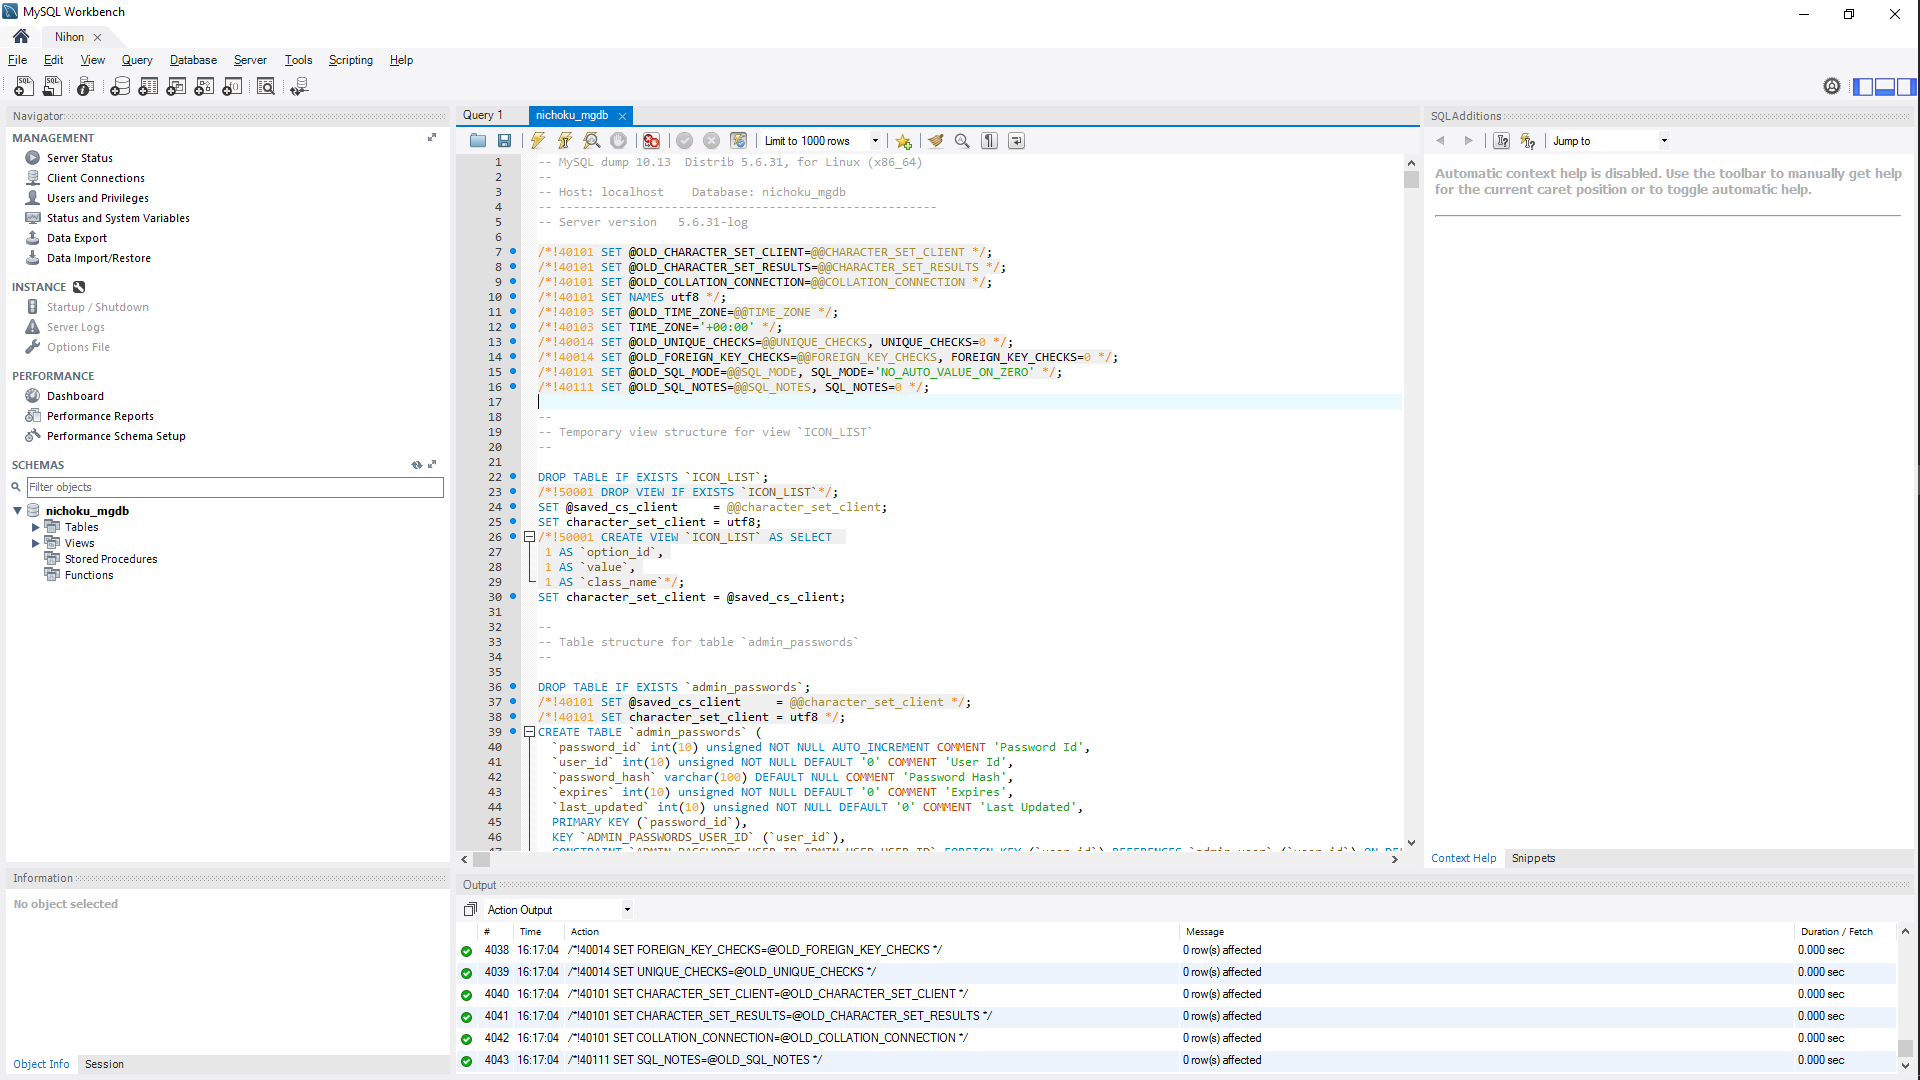 MySQL Workbench
Nihon
File Edit View Query Database Server Tools Scripting Help
Navigator
MANAGEMENT
Server Status
Client Connections
Users and Privileges
Status and System Variables
Data Export
Data Import/Restore
INSTANCE
Startup / Shutdown
Server Logs
Options File
PERFORMANCE
Dashboard
Performance Reports
Performance Schema Setup
SCHEMAS
Filter objects
nichoku_mgdb
Tables
Views
Stored Procedures
Functions
Information
No object selected
Object Info Session
Query 1 nichoku_mgdb
Limit to 1000 rows
1 -- MySQL dump 10.13  Distrib 5.6.31, for Linux (x86_64)
2 --
3 -- Host: localhost    Database: nichoku_mgdb
4 -- ------------------------------------------------------
5 -- Server version   5.6.31-log
6
7 /*!40101 SET @OLD_CHARACTER_SET_CLIENT=@@CHARACTER_SET_CLIENT */;
8 /*!40101 SET @OLD_CHARACTER_SET_RESULTS=@@CHARACTER_SET_RESULTS */;
9 /*!40101 SET @OLD_COLLATION_CONNECTION=@@COLLATION_CONNECTION */;
10 /*!40101 SET NAMES utf8 */;
11 /*!40103 SET @OLD_TIME_ZONE=@@TIME_ZONE */;
12 /*!40103 SET TIME_ZONE='+00:00' */;
13 /*!40014 SET @OLD_UNIQUE_CHECKS=@@UNIQUE_CHECKS, UNIQUE_CHECKS=0 */;
14 /*!40014 SET @OLD_FOREIGN_KEY_CHECKS=@@FOREIGN_KEY_CHECKS, FOREIGN_KEY_CHECKS=0 */;
15 /*!40101 SET @OLD_SQL_MODE=@@SQL_MODE, SQL_MODE='NO_AUTO_VALUE_ON_ZERO' */;
16 /*!40111 SET @OLD_SQL_NOTES=@@SQL_NOTES, SQL_NOTES=0 */;
17
18 --
19 -- Temporary view structure for view `ICON_LIST`
20 --
21
22 DROP TABLE IF EXISTS `ICON_LIST`;
23 /*!50001 DROP VIEW IF EXISTS `ICON_LIST`*/;
24 SET @saved_cs_client     = @@character_set_client;
25 SET character_set_client = utf8;
26 /*!50001 CREATE VIEW `ICON_LIST` AS SELECT
27 1 AS `option_id`,
28 1 AS `value`,
29 1 AS `class_name`*/;
30 SET character_set_client = @saved_cs_client;
31
32 --
33 -- Table structure for table `admin_passwords`
34 --
35
36 DROP TABLE IF EXISTS `admin_passwords`;
37 /*!40101 SET @saved_cs_client     = @@character_set_client */;
38 /*!40101 SET character_set_client = utf8 */;
39 CREATE TABLE `admin_passwords` (
40 `password_id` int(10) unsigned NOT NULL AUTO_INCREMENT COMMENT 'Password Id',
41 `user_id` int(10) unsigned NOT NULL DEFAULT '0' COMMENT 'User Id',
42 `password_hash` varchar(100) DEFAULT NULL COMMENT 'Password Hash',
43 `expires` int(10) unsigned NOT NULL DEFAULT '0' COMMENT 'Expires',
44 `last_updated` int(10) unsigned NOT NULL DEFAULT '0' COMMENT 'Last Updated',
45 PRIMARY KEY (`password_id`),
46 KEY `ADMIN_PASSWORDS_USER_ID` (`user_id`),
SQLAdditions
Jump to
Automatic context help is disabled. Use the toolbar to manually get help
for the current caret position or to toggle automatic help.
Context Help Snippets
Output
Action Output
# Time Action Message Duration / Fetch
4038 16:17:04 /*!40014 SET FOREIGN_KEY_CHECKS=@OLD_FOREIGN_KEY_CHECKS */ 0 row(s) affected 0.000 sec
4039 16:17:04 /*!40014 SET UNIQUE_CHECKS=@OLD_UNIQUE_CHECKS */ 0 row(s) affected 0.000 sec
4040 16:17:04 /*!40101 SET CHARACTER_SET_CLIENT=@OLD_CHARACTER_SET_CLIENT */ 0 row(s) affected 0.000 sec
4041 16:17:04 /*!40101 SET CHARACTER_SET_RESULTS=@OLD_CHARACTER_SET_RESULTS */ 0 row(s) affected 0.000 sec
4042 16:17:04 /*!40101 SET COLLATION_CONNECTION=@OLD_COLLATION_CONNECTION */ 0 row(s) affected 0.000 sec
4043 16:17:04 /*!40111 SET SQL_NOTES=@OLD_SQL_NOTES */ 0 row(s) affected 0.000 sec